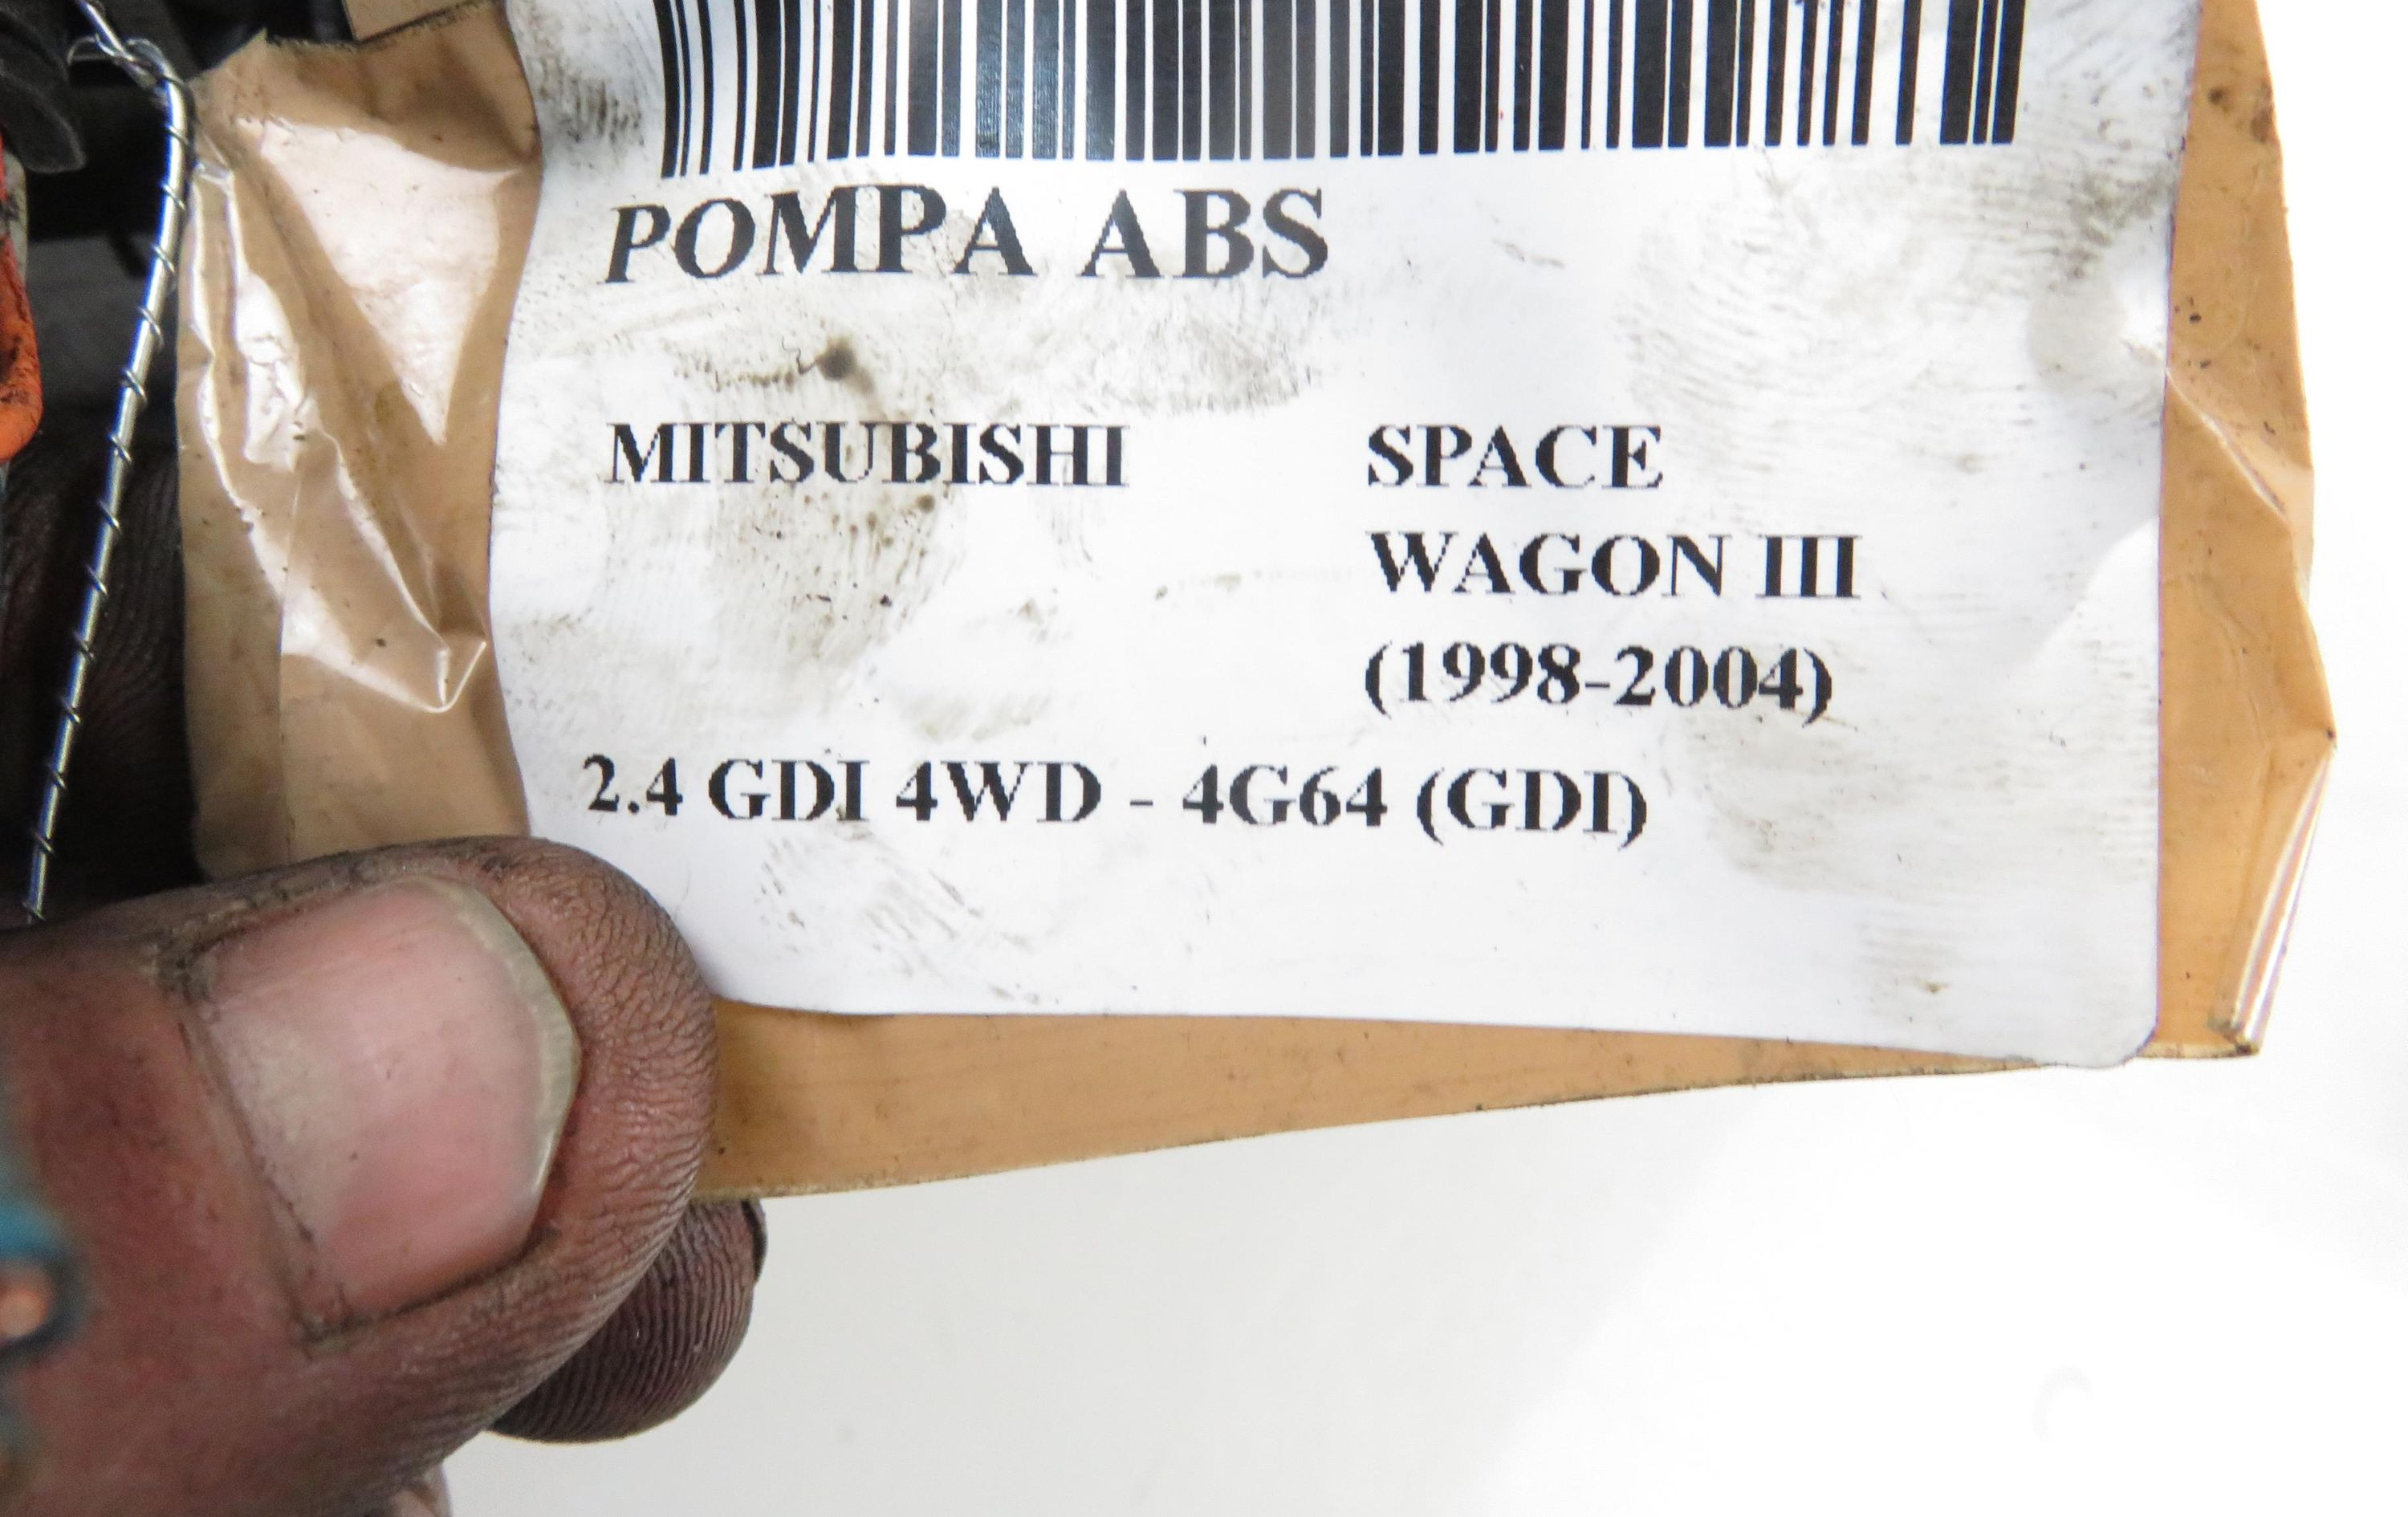 POMPA ABS
MITSUBISHI SPACE
WAGON III
(1998-2004)
2.4 GDI 4WD - 4G64 (GDI)